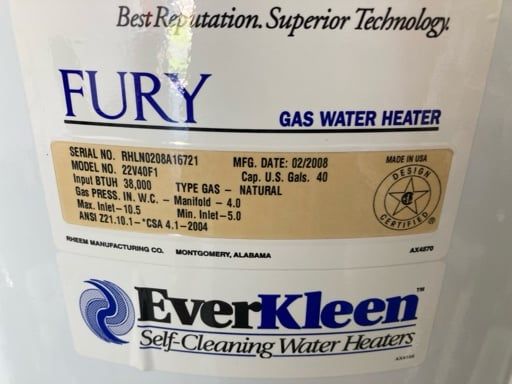 Best Reputation. Superior Technology.
FURY
GAS WATER HEATER
SERIAL NO. RHLN0208A16721 MFG. DATE: 02/2008
MODEL NO. 22V40F1 Cap. U.S. Gals. 40
Input BTUH 38,000 TYPE GAS - NATURAL
Gas PRESS. IN. W.C. - Manifold - 4.0
Max. Inlet-10.5 Min. Inlet-5.0
ANSI Z21.10.1-*CSA 4.1-2004
MADE IN USA
DESIGN
CERTIFIED
RHEEM MANUFACTURING CO. MONTGOMERY, ALABAMA AX4570
EverKleen™
Self-Cleaning Water Heaters